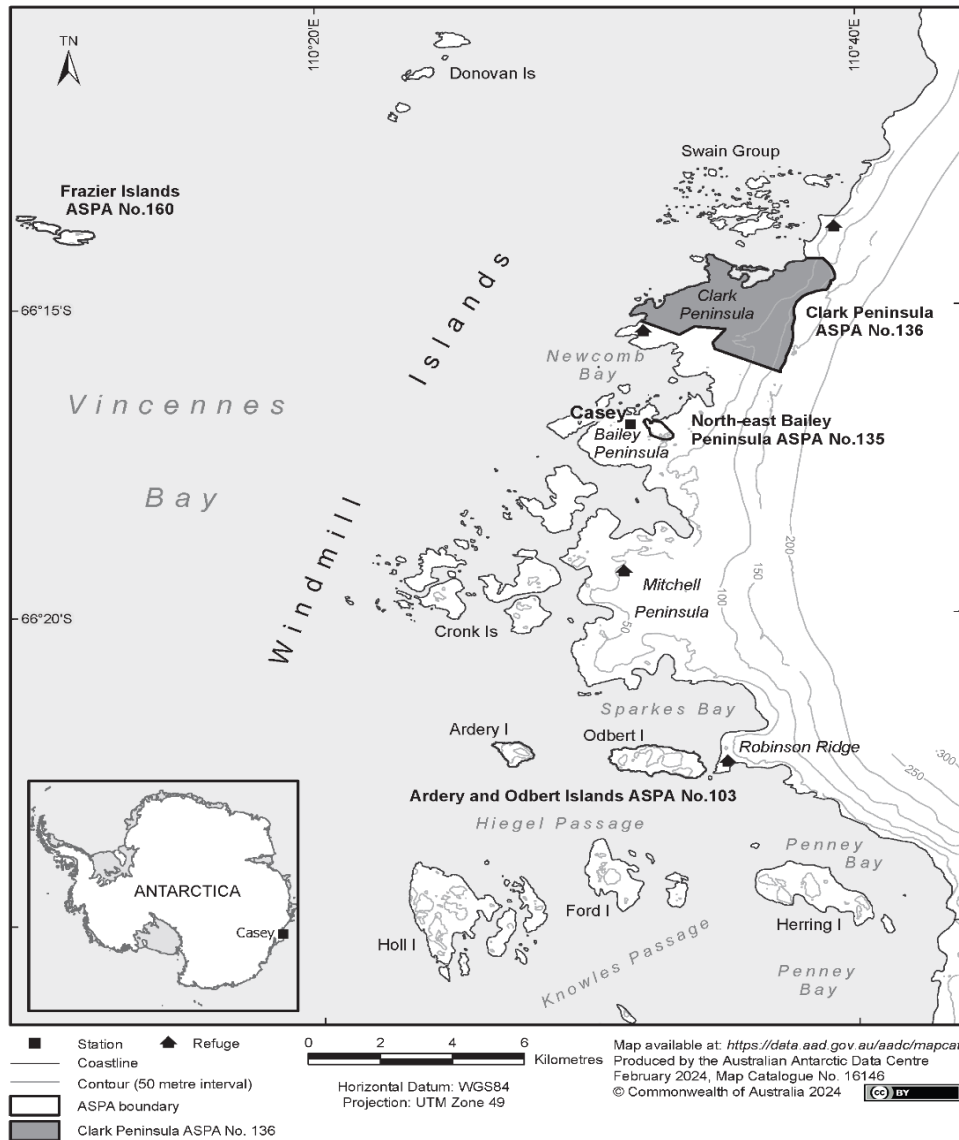 110°20'E
110°40'E
TN
Donovan Is
Swain Group
Frazier Islands
ASPA No.160
66°15'S
Clark
Peninsula
Clark Peninsula
ASPA No.136
Newcomb
Bay
Vincennes
Bay
Windmill Islands
Casey
Bailey
Peninsula
North-east Bailey
Peninsula ASPA No.135
200
150
100
50
Mitchell
Peninsula
66°20'S
Cronk Is
Sparkes Bay
Ardery I
Odbert I
Robinson Ridge
300
250
Ardery and Odbert Islands ASPA No.103
Hiegel Passage
Penney
Bay
Ford I
Holl I
Herring I
Knowles Passage
Penney
Bay
ANTARCTICA
Casey
Station
Refuge
Coastline
Contour (50 metre interval)
ASPA boundary
Clark Peninsula ASPA No. 136
0 2 4 6
Kilometres
Horizontal Datum: WGS84
Projection: UTM Zone 49
Map available at: https://data.aad.gov.au/aadc/mapcat
Produced by the Australian Antarctic Data Centre
February 2024, Map Catalogue No. 16146
© Commonwealth of Australia 2024
cc BY